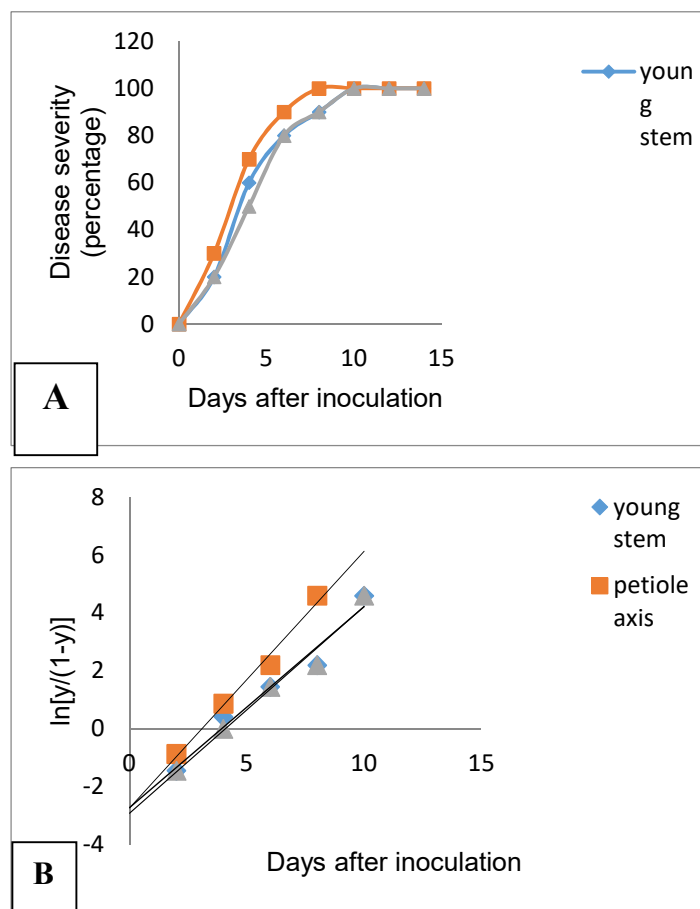 120
100
80
60
40
20
0
Disease severity
(percentage)
0 5 10 15
Days after inoculation
youn
g
stem
A
8
6
4
2
0
-2
-4
ln[y/(1-y)]
0 5 10 15
Days after inoculation
young
stem
petiole
axis
B